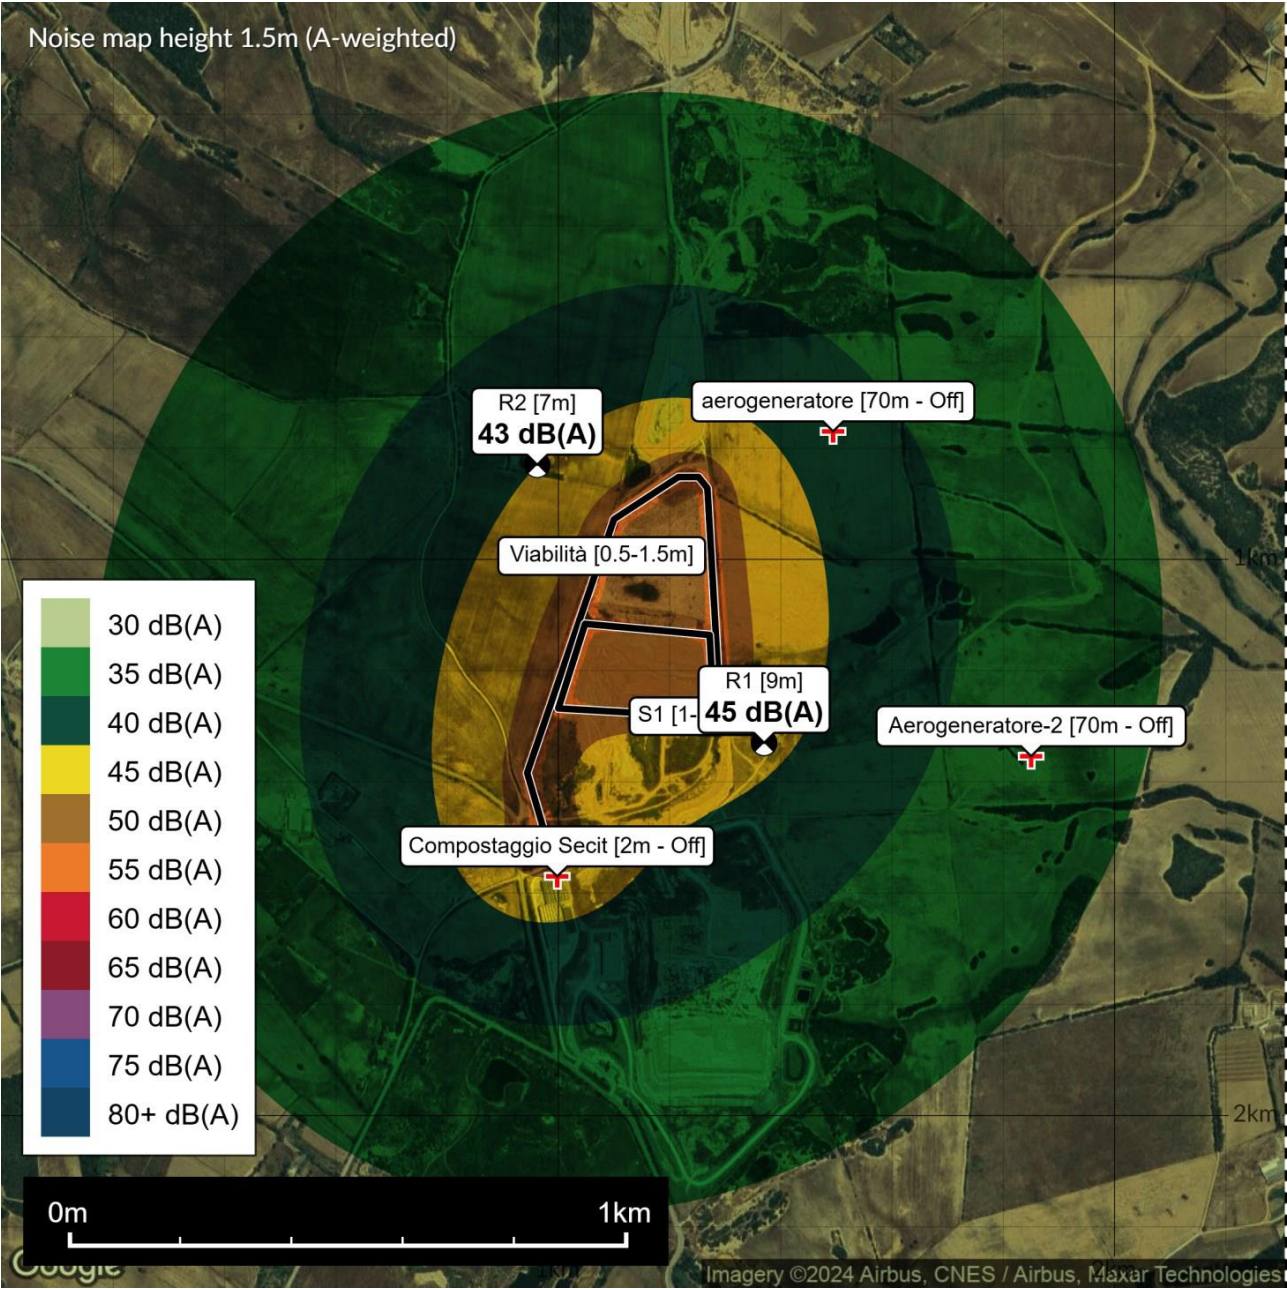 Noise map height 1.5m (A-weighted)
R2 [7m]
43 dB(A)
aerogeneratore [70m - Off]
Viabilità [0.5-1.5m]
1km
R1 [9m]
45 dB(A)
S1 [1-
Aerogeneratore-2 [70m - Off]
Compostaggio Secit [2m - Off]
30 dB(A)
35 dB(A)
40 dB(A)
45 dB(A)
50 dB(A)
55 dB(A)
60 dB(A)
65 dB(A)
70 dB(A)
75 dB(A)
80+ dB(A)
2km
0m 1km
Google
1km
2km
Imagery ©2024 Airbus, CNES / Airbus, Maxar Technologies